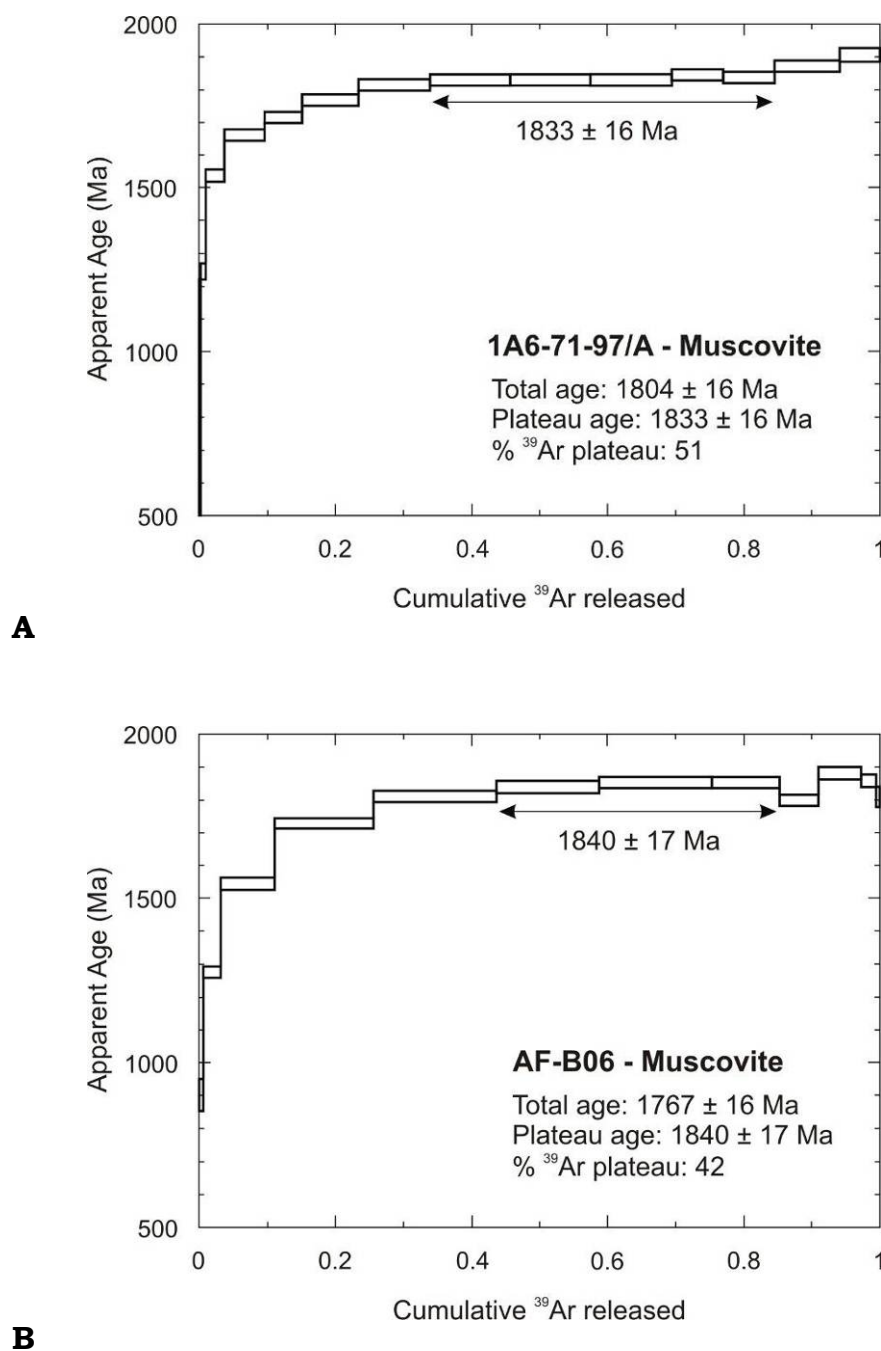 2000
1500
1000
500
Apparent Age (Ma)
1833 ± 16 Ma
1A6-71-97/A - Muscovite
Total age: 1804 ± 16 Ma
Plateau age: 1833 ± 16 Ma
% ³⁹Ar plateau: 51
0 0.2 0.4 0.6 0.8 1
Cumulative ³⁹Ar released
A
2000
1500
1000
500
Apparent Age (Ma)
1840 ± 17 Ma
AF-B06 - Muscovite
Total age: 1767 ± 16 Ma
Plateau age: 1840 ± 17 Ma
% ³⁹Ar plateau: 42
0 0.2 0.4 0.6 0.8 1
Cumulative ³⁹Ar released
B